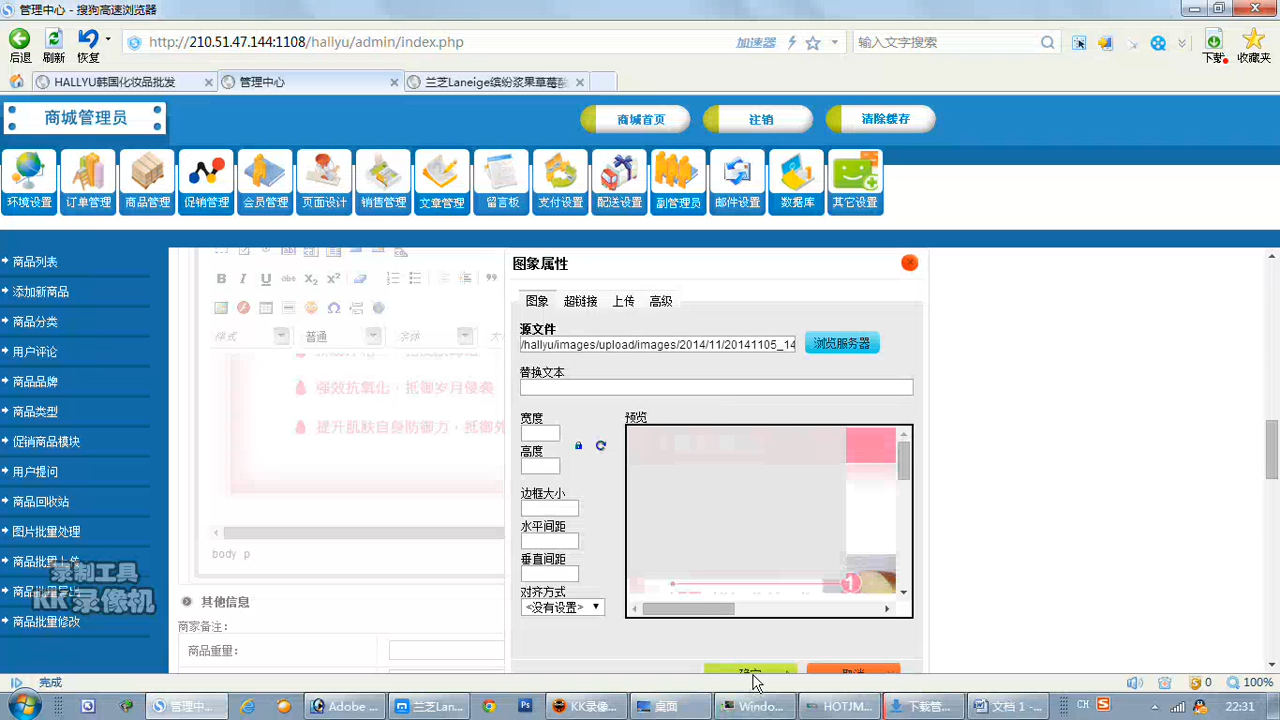 管理中心 - 搜狗高速浏览器
后退 刷新 恢复
http://210.51.47.144:1108/hallyu/admin/index.php
加速器
输入文字搜索
下载 收藏夹
HALLYU韩国化妆品批发
管理中心
兰芝Laneige缤纷浆果草莓酸
商城管理员
商城首页
注销
清除缓存
环境设置 订单管理 商品管理 促销管理 会员管理 页面设计 销售管理 文章管理 留言板 支付设置 配送设置 副管理员 邮件设置 数据库 其它设置
商品列表
添加新商品
商品分类
用户评论
商品品牌
商品类型
促销商品模块
用户提问
商品回收站
图片批量处理
商品批量上传
商品批量修改
录制工具
KK录像机
B I U abc X₂ X²
样式 普通 字体 大
强效抗氧化，抵御岁月侵袭
提升肌肤自身防御力，抵御外
body p
其他信息
商家备注:
商品重量:
图象属性
图象 超链接 上传 高级
源文件
/hallyu/images/upload/images/2014/11/20141105_14
浏览服务器
替换文本
宽度
高度
预览
边框大小
水平间距
垂直间距
对齐方式
<没有设置>
1
确定
取消
完成
0
100%
管理中...
Adobe ...
兰芝Lan...
KK录像...
桌面
Windo...
HOTJM...
下载管...
文档 1 -...
CH
22:31